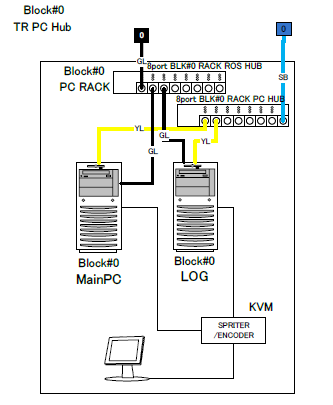 Block#0
TR PC Hub
0
0
GL
8port BLK#0 RACK ROS HUB
Block#0
PC RACK
SB
8port BLK#0 RACK PC HUB
YL
GL
YL
GL
Block#0
MainPC
Block#0
LOG
KVM
SPRITER
/ENCODER